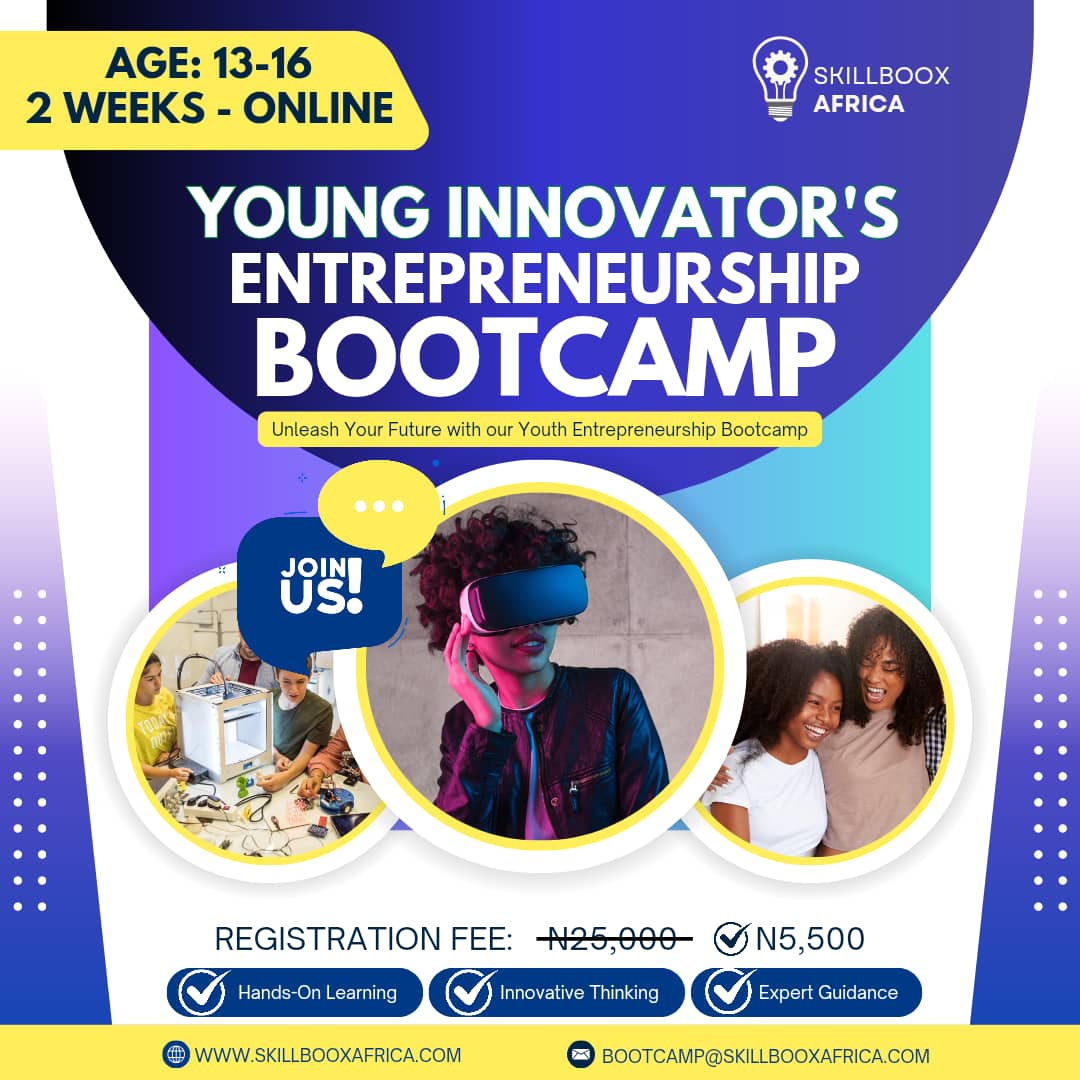 AGE: 13-16
2 WEEKS - ONLINE
SKILLBOOX
AFRICA
YOUNG INNOVATOR'S
ENTREPRENEURSHIP
BOOTCAMP
Unleash Your Future with our Youth Entrepreneurship Bootcamp
JOIN
US!
REGISTRATION FEE: N25,000 N5,500
Hands-On Learning Innovative Thinking Expert Guidance
WWW.SKILLBOOXAFRICA.COM BOOTCAMP@SKILLBOOXAFRICA.COM